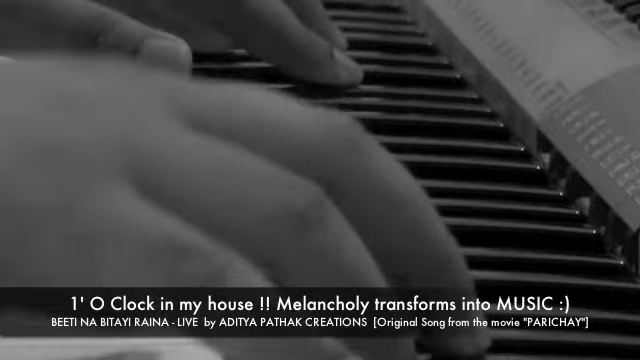 1' O Clock in my house !! Melancholy transforms into MUSIC :)
BEETI NA BITAYI RAINA - LIVE by ADITYA PATHAK CREATIONS [Original Song from the movie "PARICHAY"]